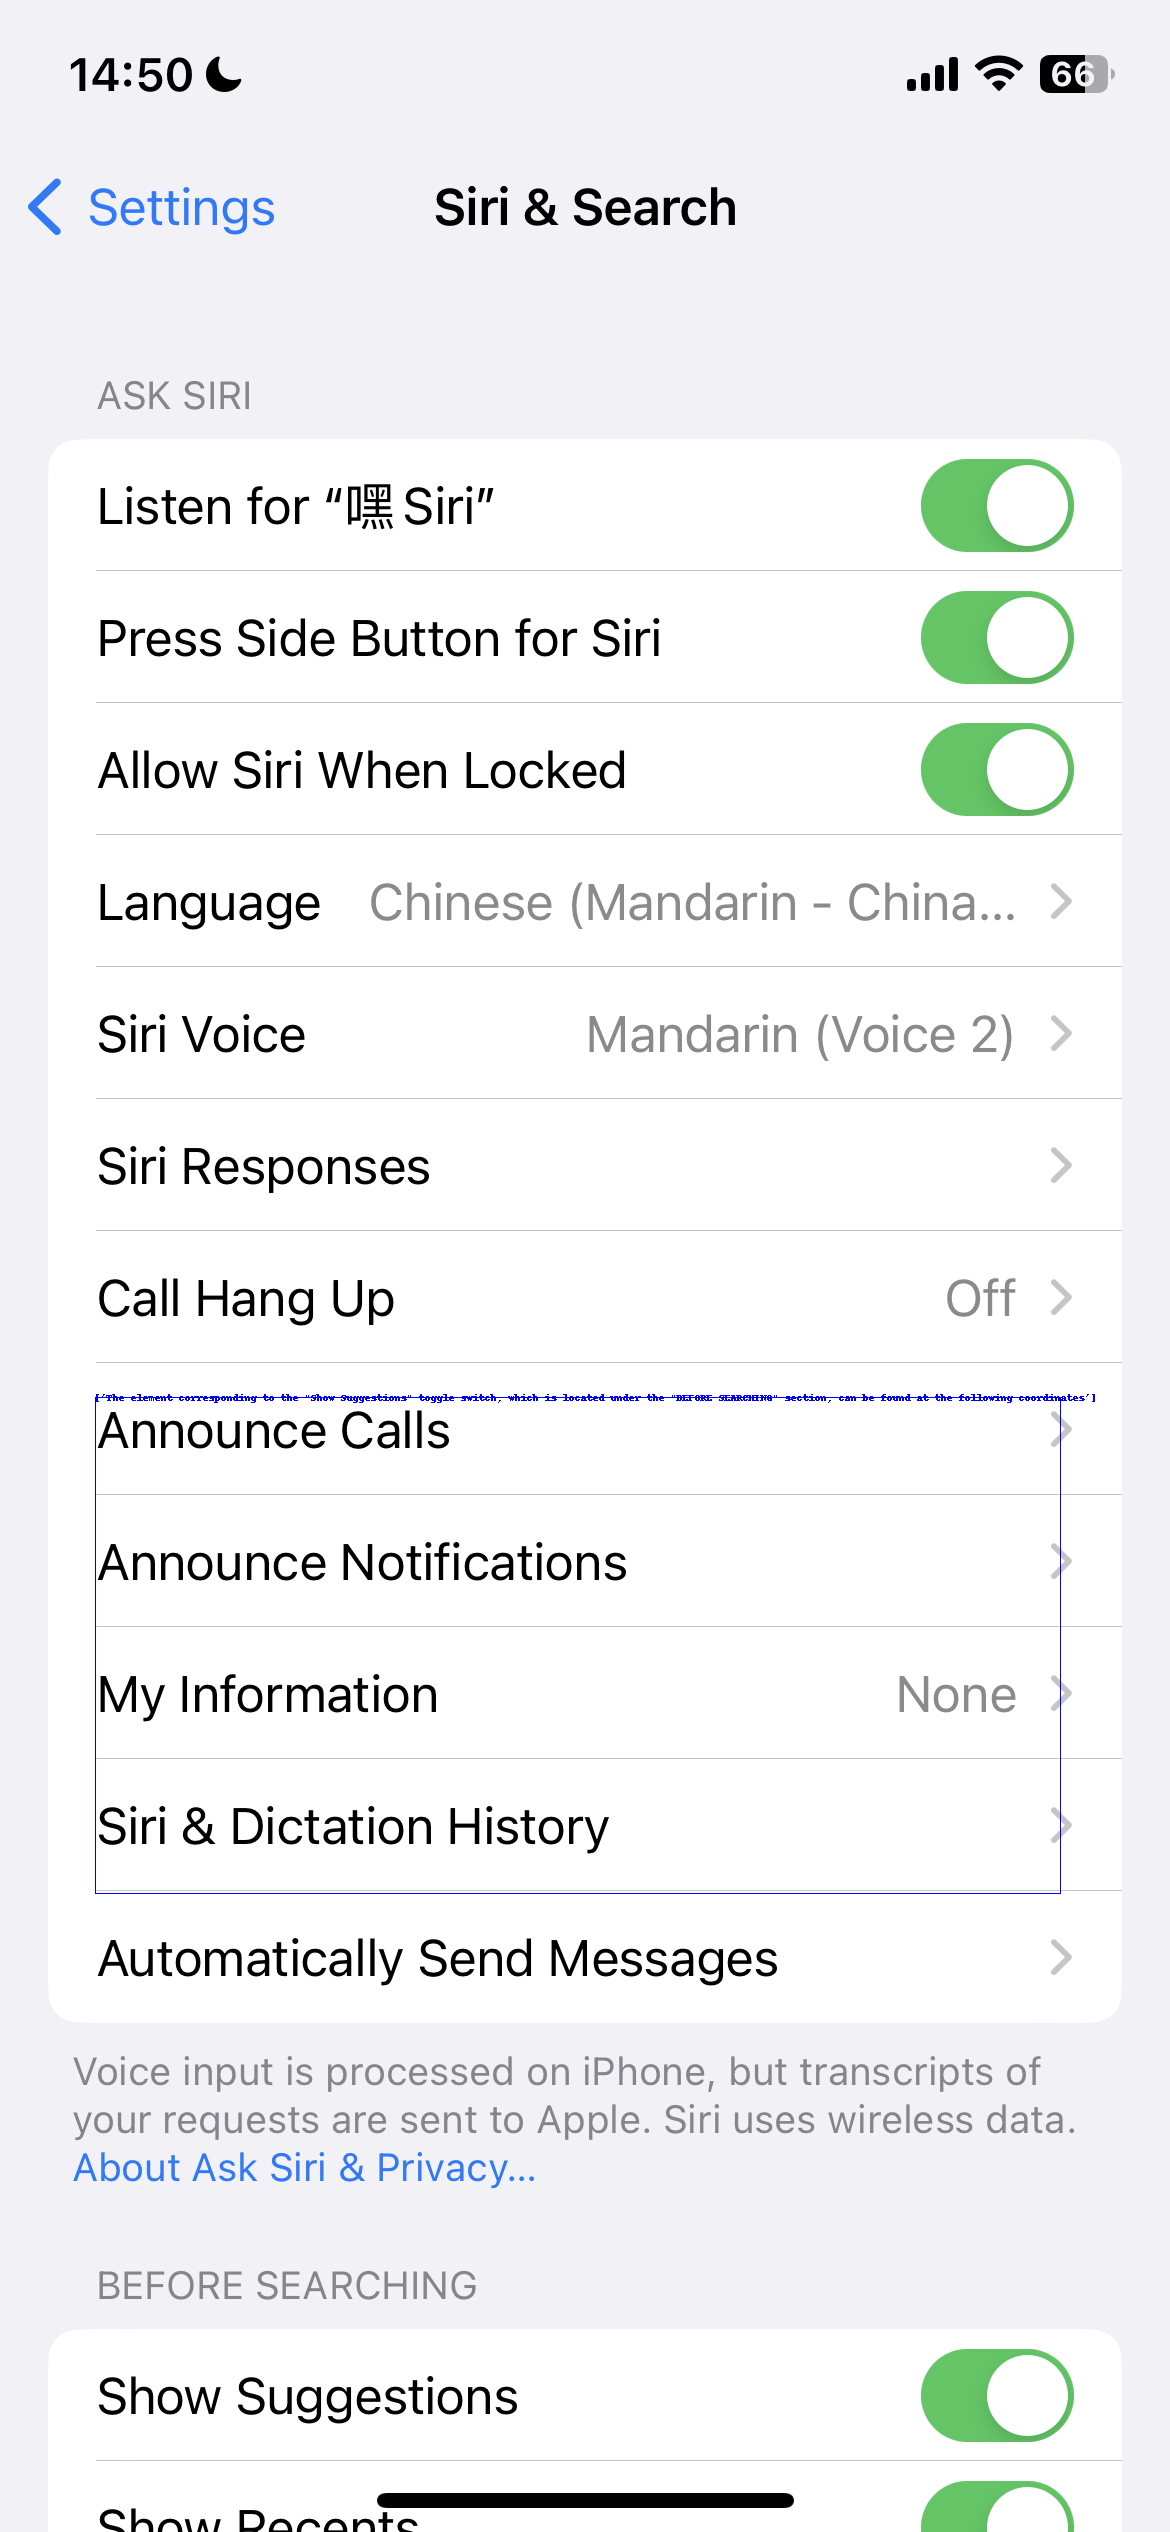 14:50
66
Settings
Siri & Search
ASK SIRI
Listen for “嘿 Siri”
Press Side Button for Siri
Allow Siri When Locked
Language Chinese (Mandarin - China...
Siri Voice Mandarin (Voice 2)
Siri Responses
Call Hang Up Off
['The element corresponding to the "Show Suggestions" toggle switch, which is located under the "BEFORE SEARCHING" section, can be found at the following coordinates']
Announce Calls
Announce Notifications
My Information None
Siri & Dictation History
Automatically Send Messages
Voice input is processed on iPhone, but transcripts of
your requests are sent to Apple. Siri uses wireless data.
About Ask Siri & Privacy...
BEFORE SEARCHING
Show Suggestions
Show Recents